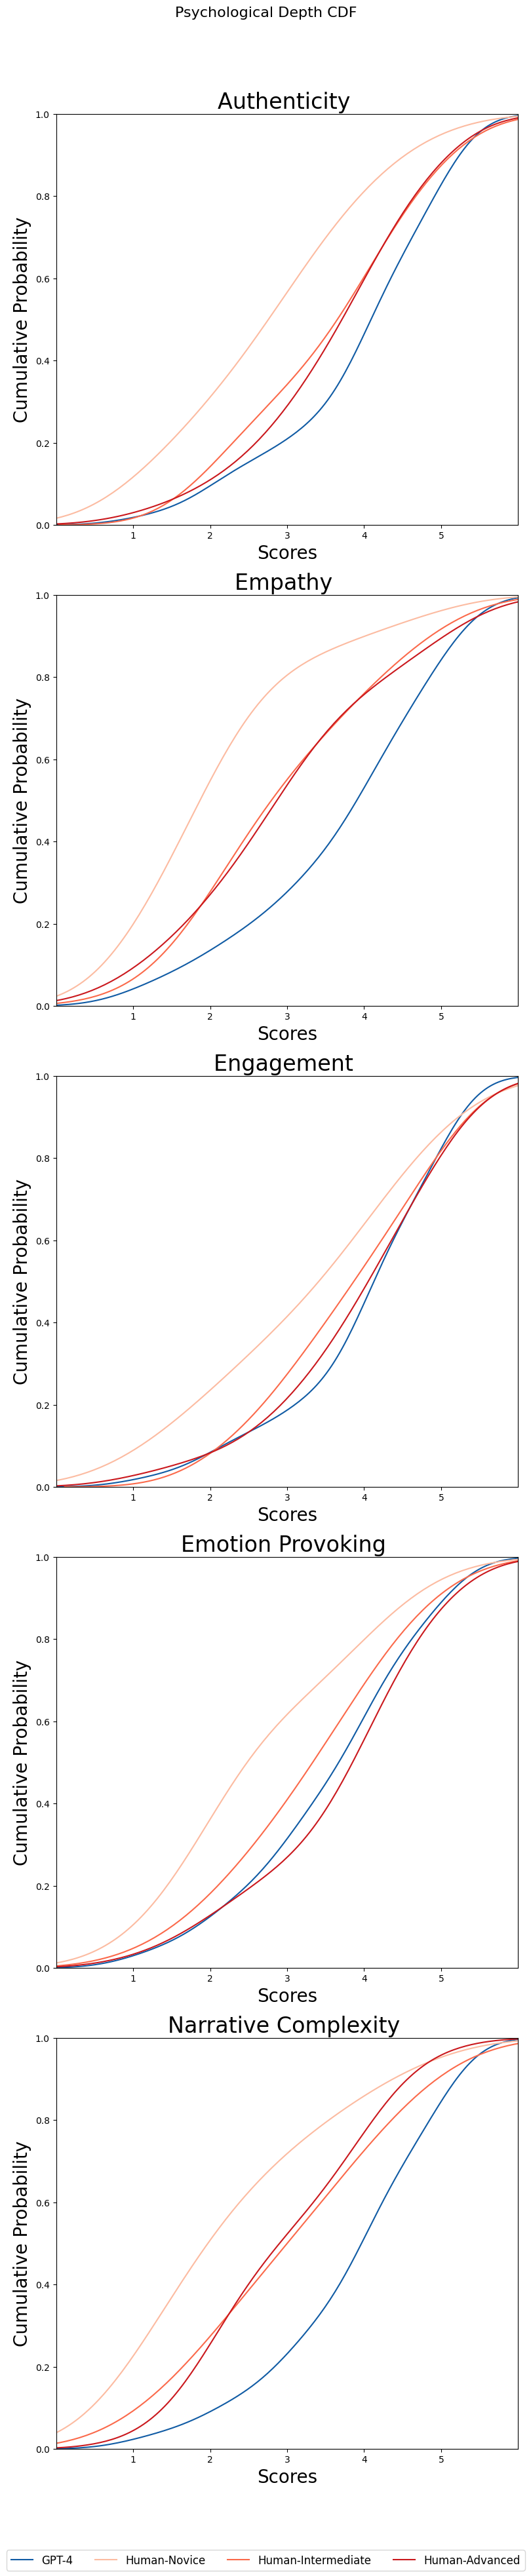 Psychological Depth CDF
Authenticity
1.0
0.8
0.6
0.4
0.2
0.0
Cumulative Probability
1 2 3 4 5
Scores
Empathy
1.0
0.8
0.6
0.4
0.2
0.0
Cumulative Probability
1 2 3 4 5
Scores
Engagement
1.0
0.8
0.6
0.4
0.2
0.0
Cumulative Probability
1 2 3 4 5
Scores
Emotion Provoking
1.0
0.8
0.6
0.4
0.2
0.0
Cumulative Probability
1 2 3 4 5
Scores
Narrative Complexity
1.0
0.8
0.6
0.4
0.2
0.0
Cumulative Probability
1 2 3 4 5
Scores
GPT-4 Human-Novice Human-Intermediate Human-Advanced